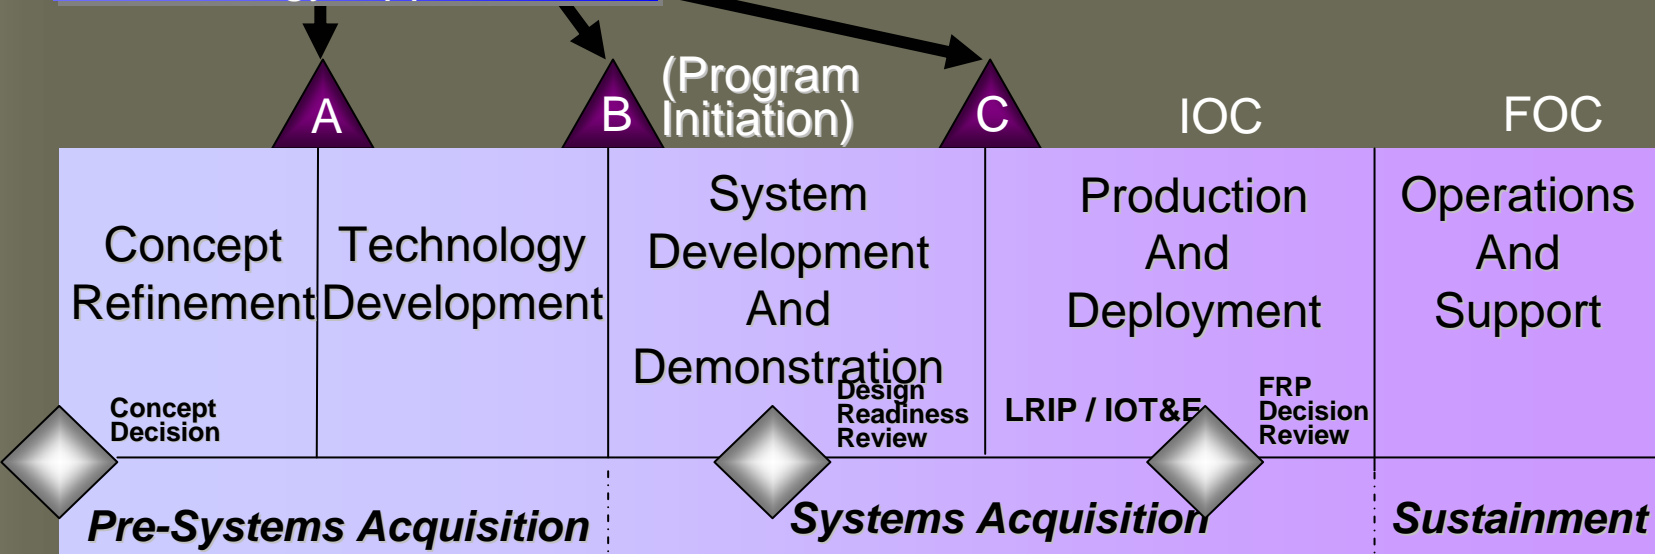 A
B
(Program
Initiation)
C
IOC
FOC
Concept
Refinement
Technology
Development
System
Development
And
Demonstration
Production
And
Deployment
Operations
And
Support
Concept
Decision
Design
Readiness
Review
LRIP / IOT&E
FRP
Decision
Review
Pre-Systems Acquisition
Systems Acquisition
Sustainment